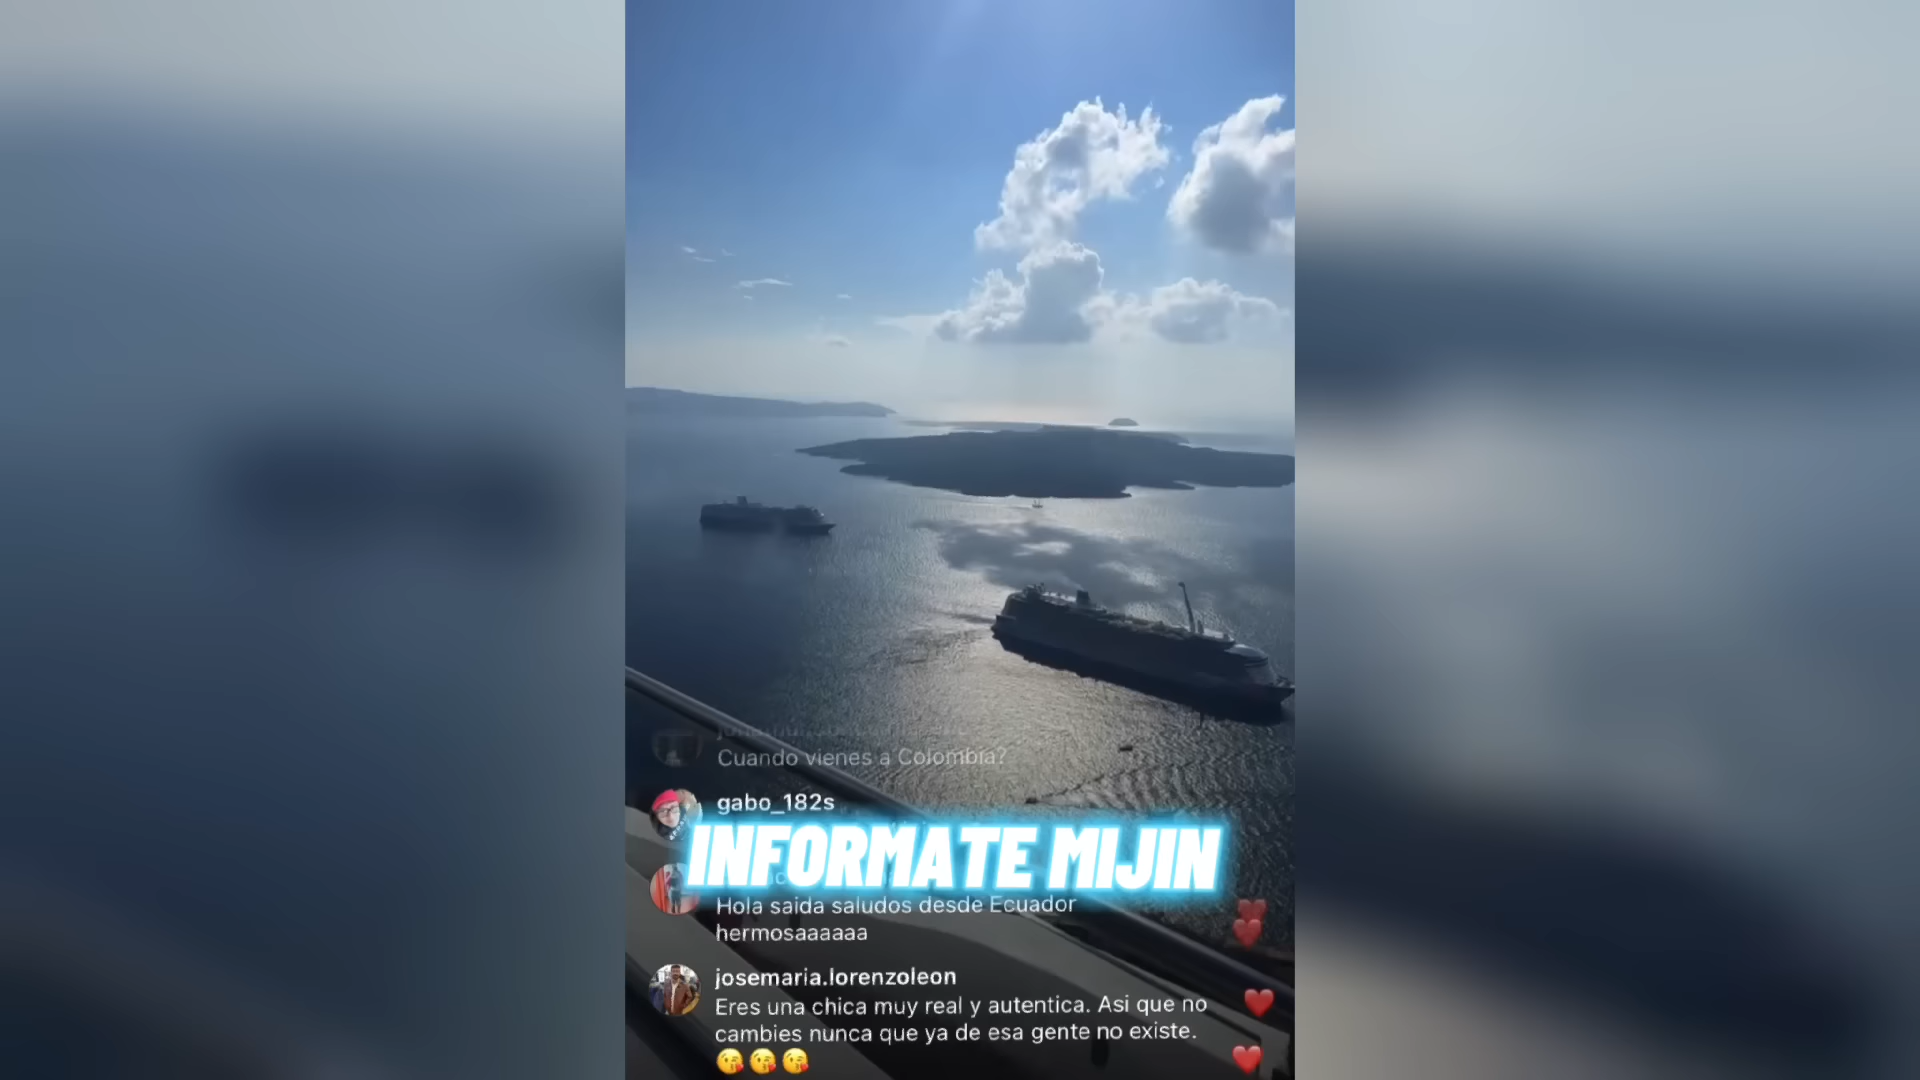 Cuando vienes a Colombia?
gabo_182s
INFORMATE MIJIN
Hola saida saludos desde Ecuador
hermosaaaaaa
josemaria.lorenzoleon
Eres una chica muy real y autentica. Asi que no
cambies nunca que ya de esa gente no existe.